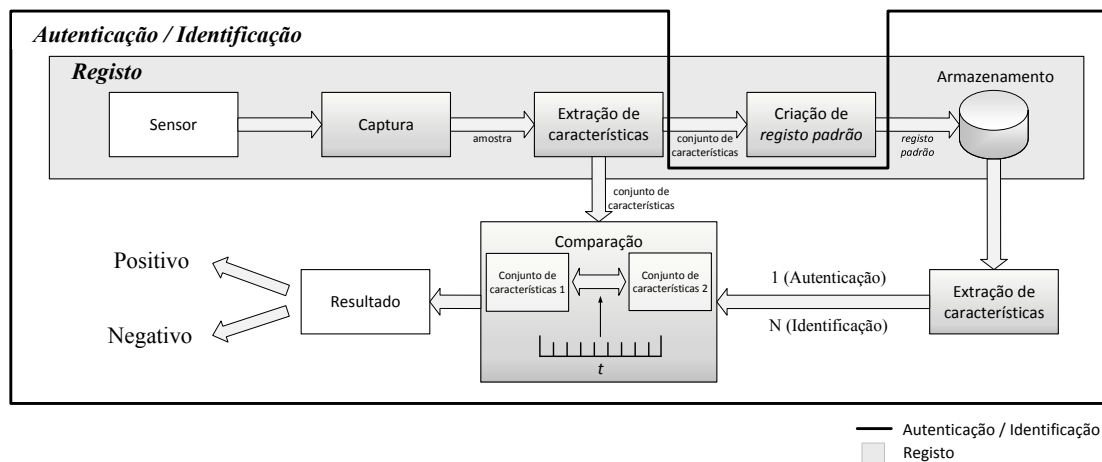 Autenticação / Identificação
Registo
Sensor
Captura
amostra
Extração de
características
conjunto de
características
Criação de
registo padrão
registo
padrão
Armazenamento
conjunto de
características
Comparação
Conjunto de
características 1
Conjunto de
características 2
t
1 (Autenticação)
N (Identificação)
Extração de
características
Resultado
Positivo
Negativo
Autenticação / Identificação
Registo